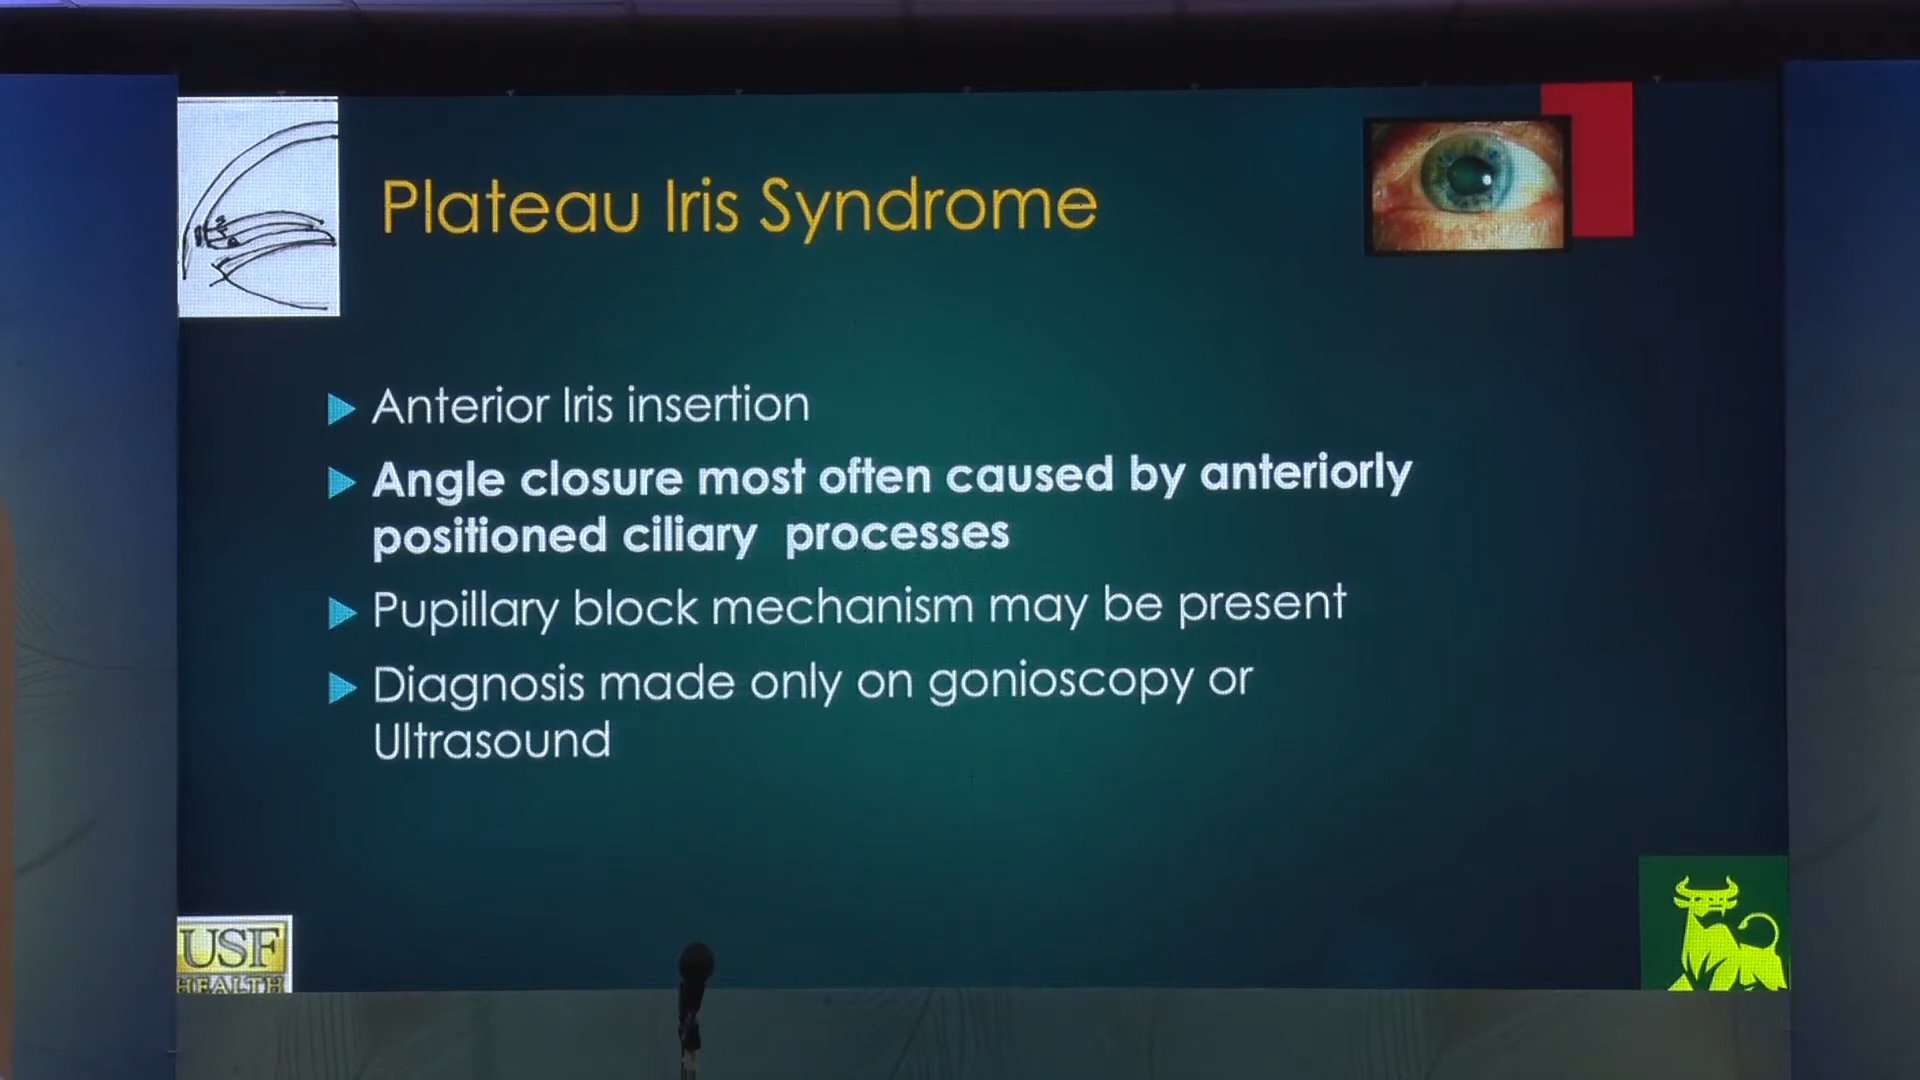 Plateau Iris Syndrome
Anterior Iris insertion
Angle closure most often caused by anteriorly
positioned ciliary processes
Pupillary block mechanism may be present
Diagnosis made only on gonioscopy or
Ultrasound
USF
HEALTH